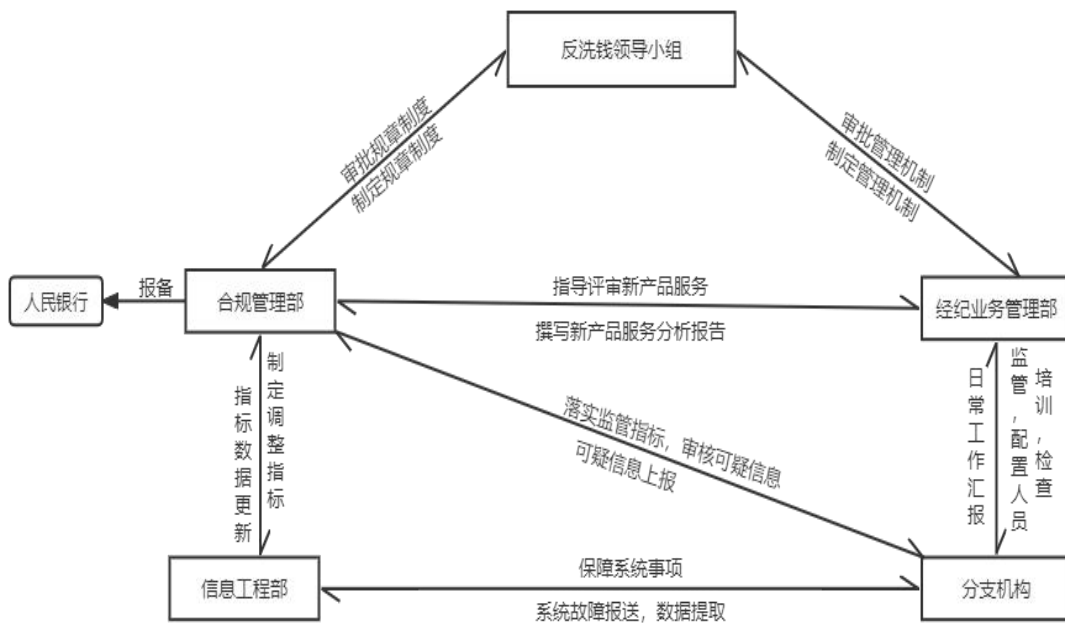 反洗钱领导小组
审批规章制度
制定规章制度
审批管理机制
制定管理机制
人民银行
报备
合规管理部
指导评审新产品服务
撰写新产品服务分析报告
经纪业务管理部
指标数据更新
制定调整指标
落实监管指标，审核可疑信息
可疑信息上报
日常工作汇报
监管，配置人员
培训，检查
信息工程部
保障系统事项
系统故障报送，数据提取
分支机构